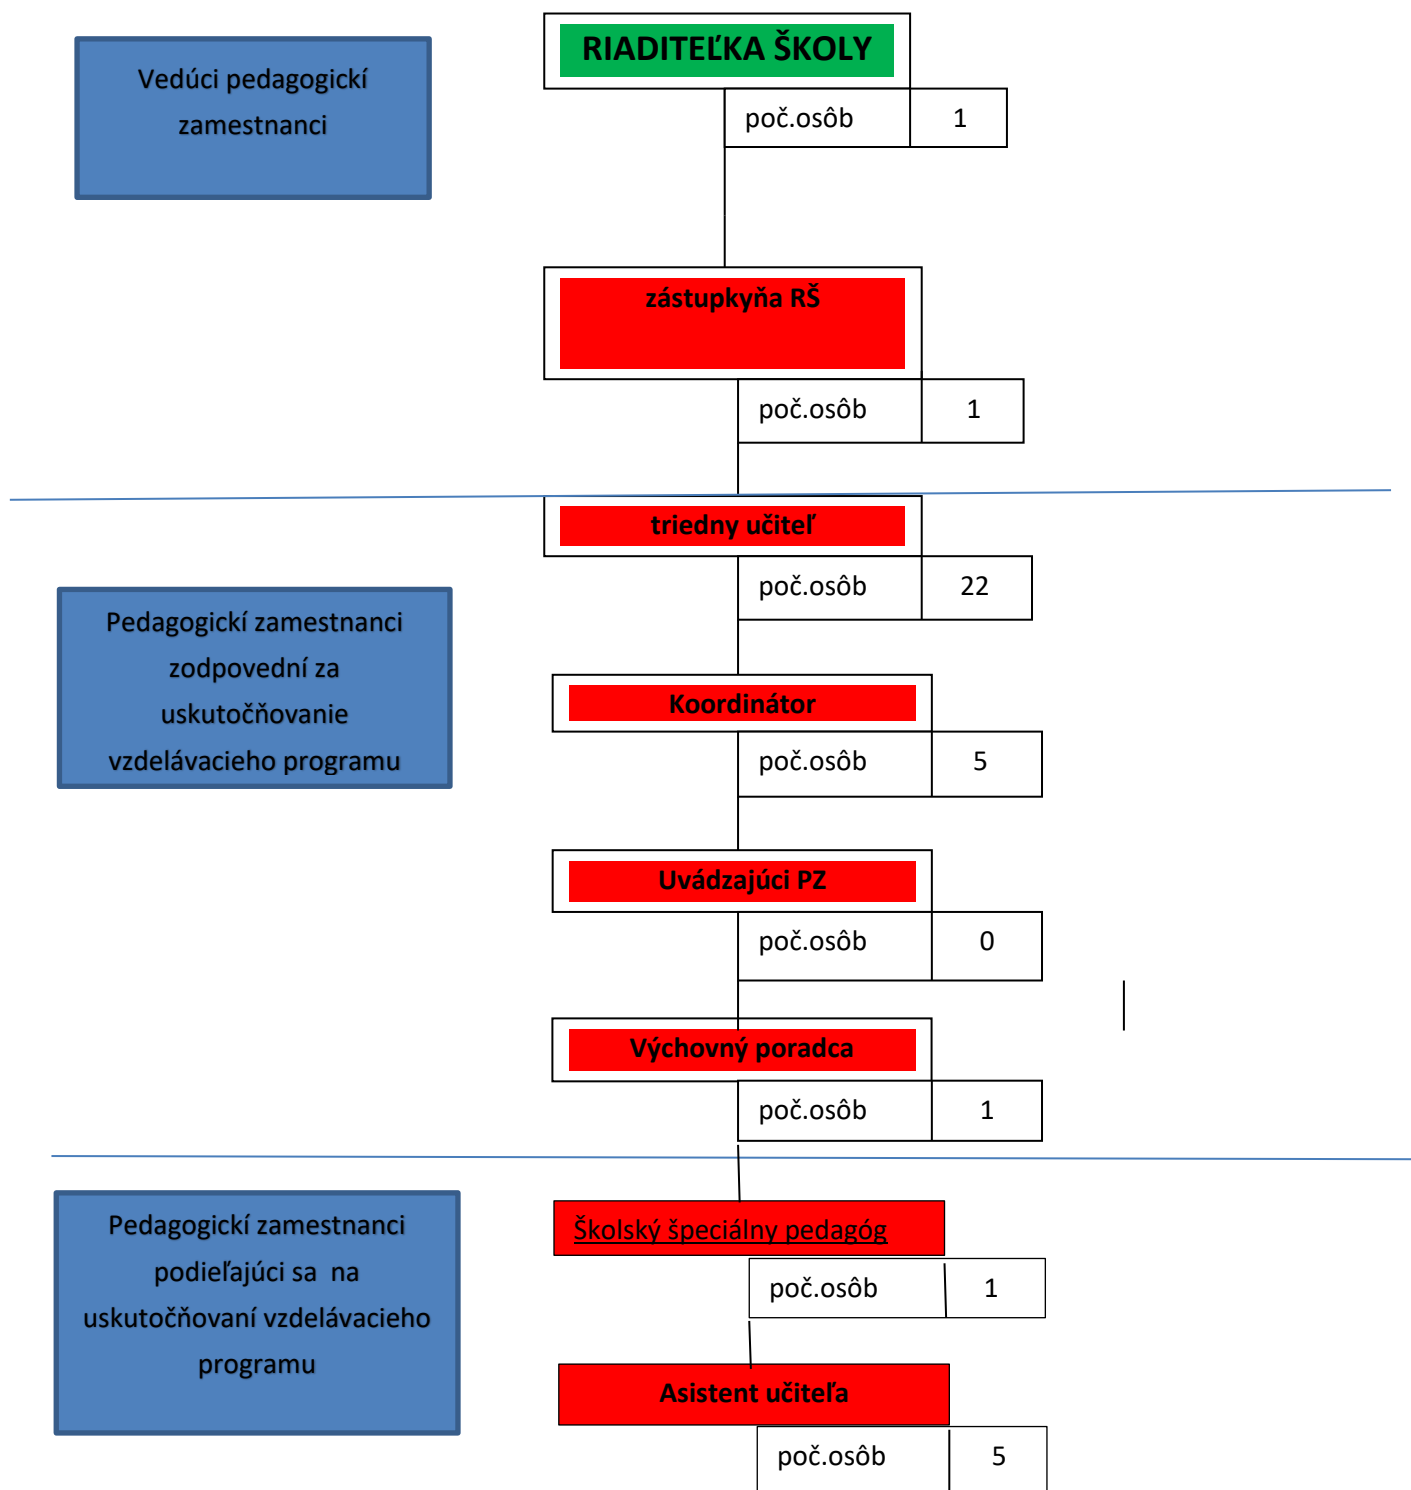 RIADITEĽKA ŠKOLY
Vedúci pedagogickí
zamestnanci
poč.osôb 1
zástupkyňa RŠ
poč.osôb 1
triedny učiteľ
poč.osôb 22
Pedagogickí zamestnanci
zodpovední za
uskutočňovanie
vzdelávacieho programu
Koordinátor
poč.osôb 5
Uvádzajúci PZ
poč.osôb 0
Výchovný poradca
poč.osôb 1
Pedagogickí zamestnanci
podieľajúci sa na
uskutočňovaní vzdelávacieho
programu
Školský špeciálny pedagóg
poč.osôb 1
Asistent učiteľa
poč.osôb 5